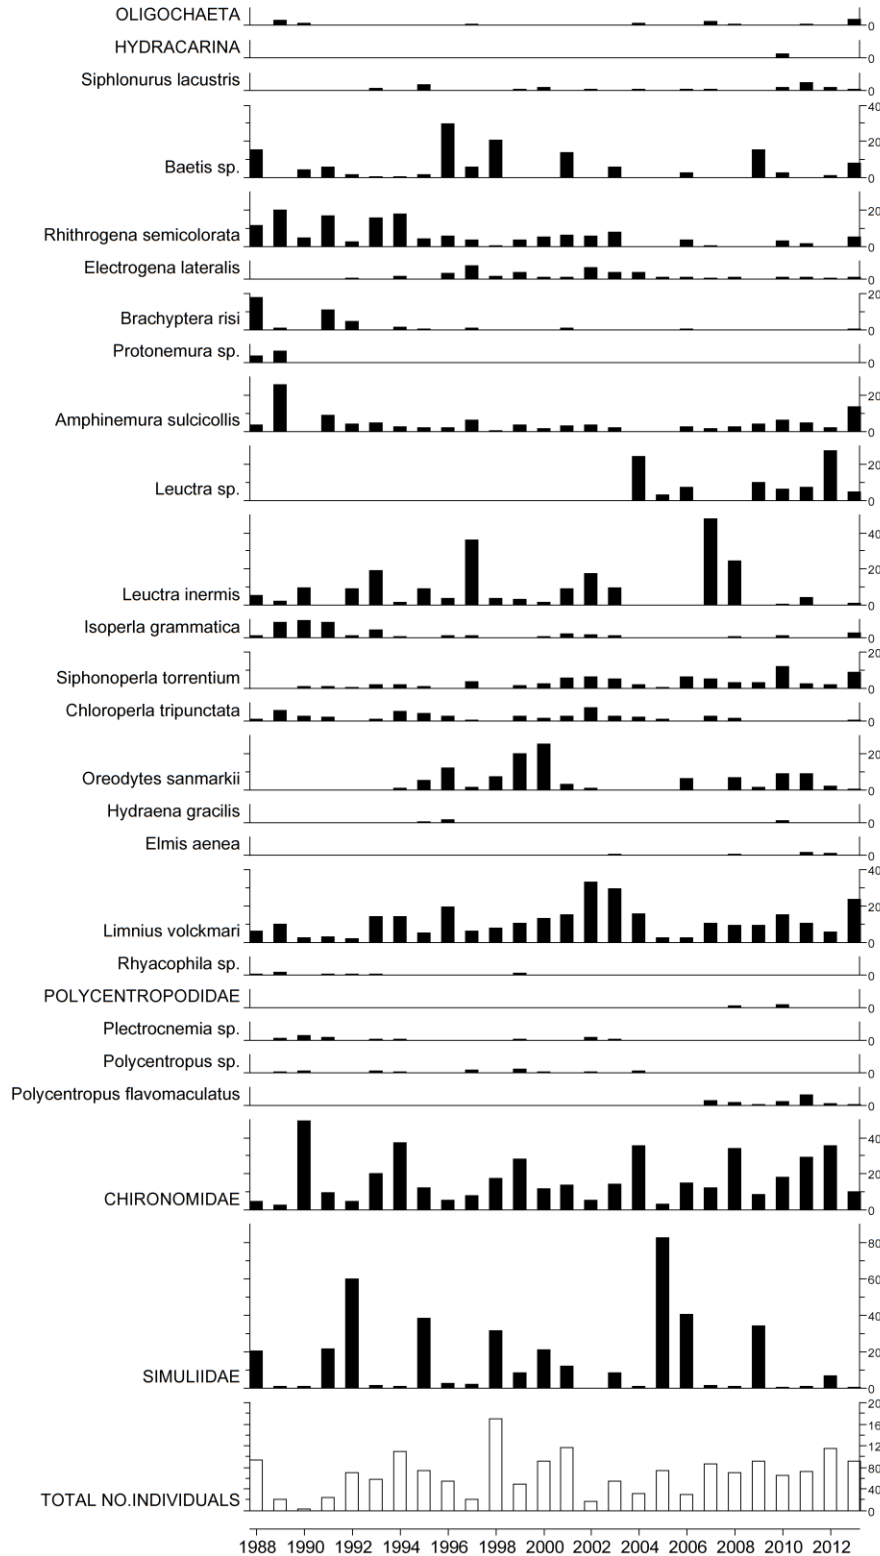 OLIGOCHAETA
0
HYDRACARINA
0
Siphlonurus lacustris
0
40
20
Baetis sp.
0
20
Rhithrogena semicolorata
0
Electrogena lateralis
0
20
Brachyptera risi
0
Protonemura sp.
0
20
Amphinemura sulcicollis
0
20
Leuctra sp.
0
40
20
Leuctra inermis
0
Isoperla grammatica
0
20
Siphonoperla torrentium
0
Chloroperla tripunctata
0
20
Oreodytes sanmarkii
0
Hydraena gracilis
0
Elmis aenea
0
40
20
Limnius volckmari
0
Rhyacophila sp.
0
POLYCENTROPODIDAE
0
Plectrocnemia sp.
0
Polycentropus sp.
0
Polycentropus flavomaculatus
0
40
20
CHIRONOMIDAE
0
80
60
40
20
SIMULIIDAE
0
20
16
12
80
40
TOTAL NO.INDIVIDUALS
0
1988 1990 1992 1994 1996 1998 2000 2002 2004 2006 2008 2010 2012